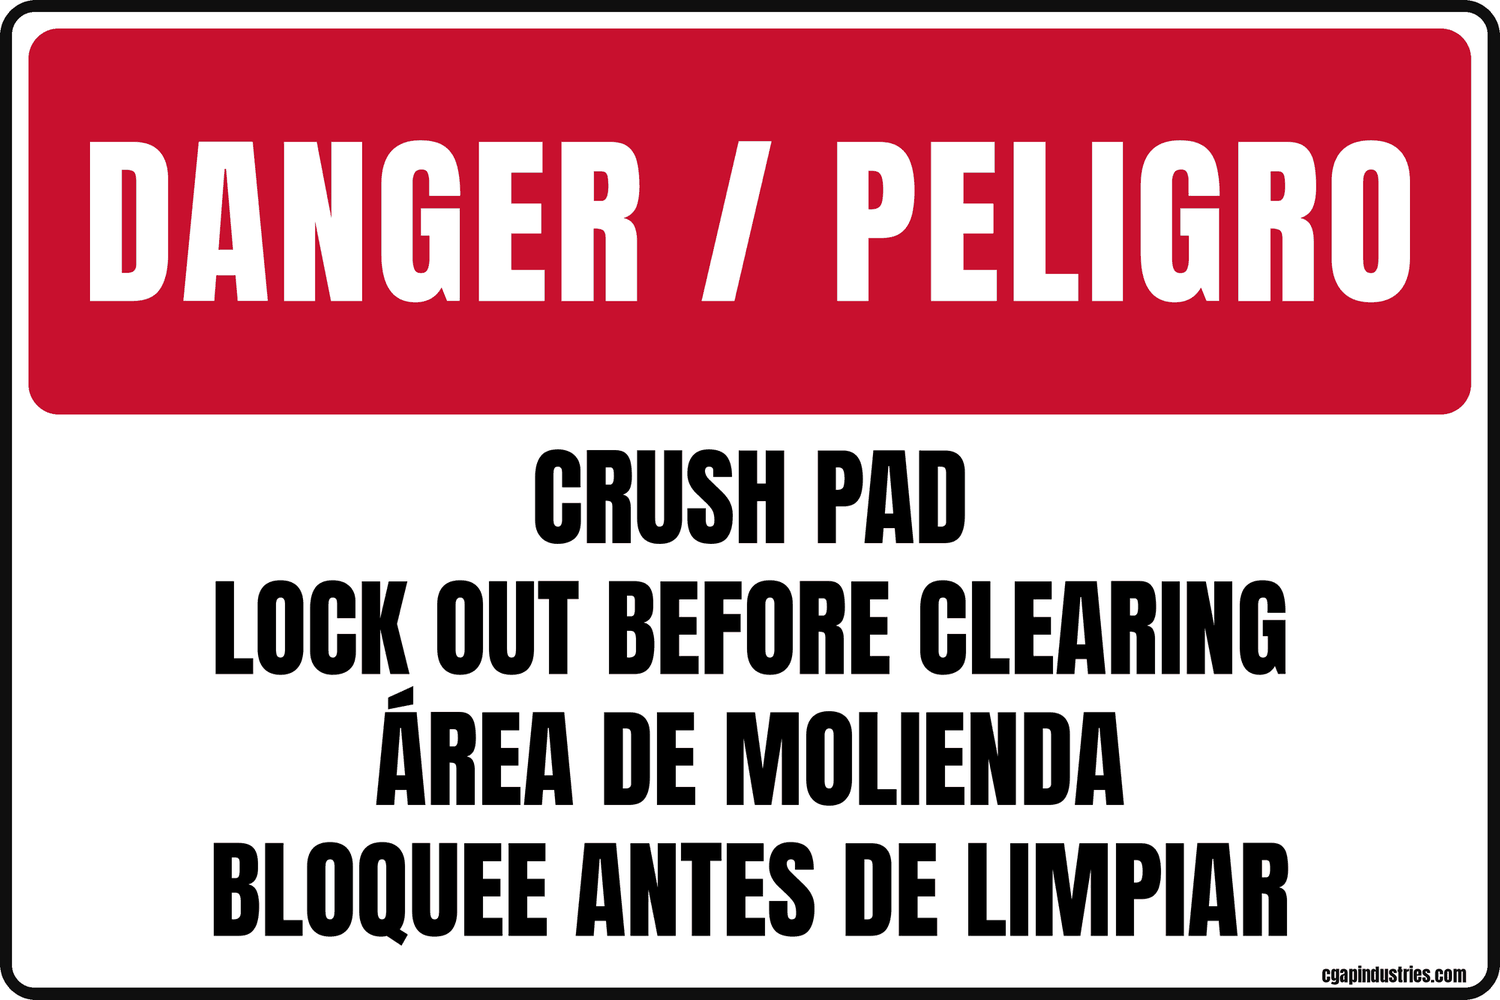 DANGER / PELIGRO
CRUSH PAD
LOCK OUT BEFORE CLEARING
ÁREA DE MOLIENDA
BLOQUEE ANTES DE LIMPIAR
cgapindustries.com